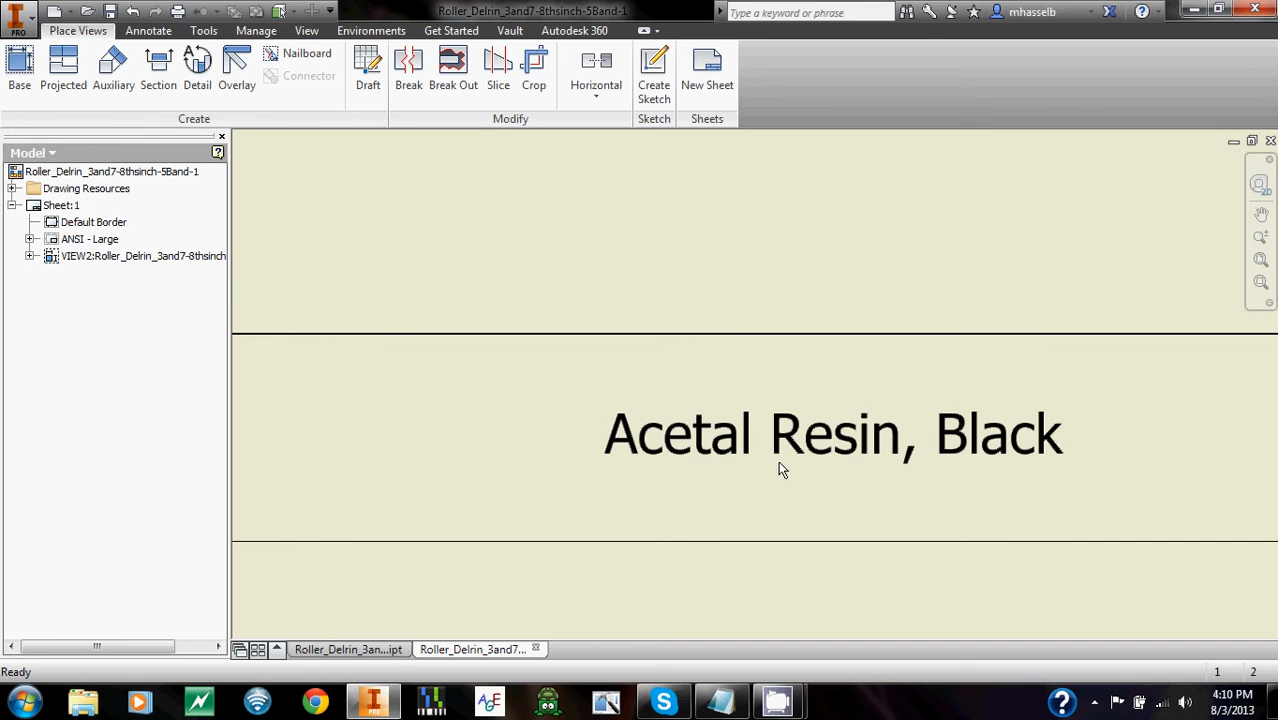 PRO
Roller_Delrin_3and7-8thsinch-5Band-1
Type a keyword or phrase
mhasselb
Place Views Annotate Tools Manage View Environments Get Started Vault Autodesk 360
Base Projected Auxiliary Section Detail Overlay
Nailboard
Connector
Draft Break Break Out Slice Crop Horizontal
Create Sketch
New Sheet
Create Modify Sketch Sheets
Model
Roller_Delrin_3and7-8thsinch-5Band-1
Drawing Resources
Sheet:1
Default Border
ANSI - Large
VIEW2:Roller_Delrin_3and7-8thsinch
2D
Acetal Resin, Black
Roller_Delrin_3an...ipt Roller_Delrin_3and7...
Ready 1 2
PRO
4:10 PM
8/3/2013